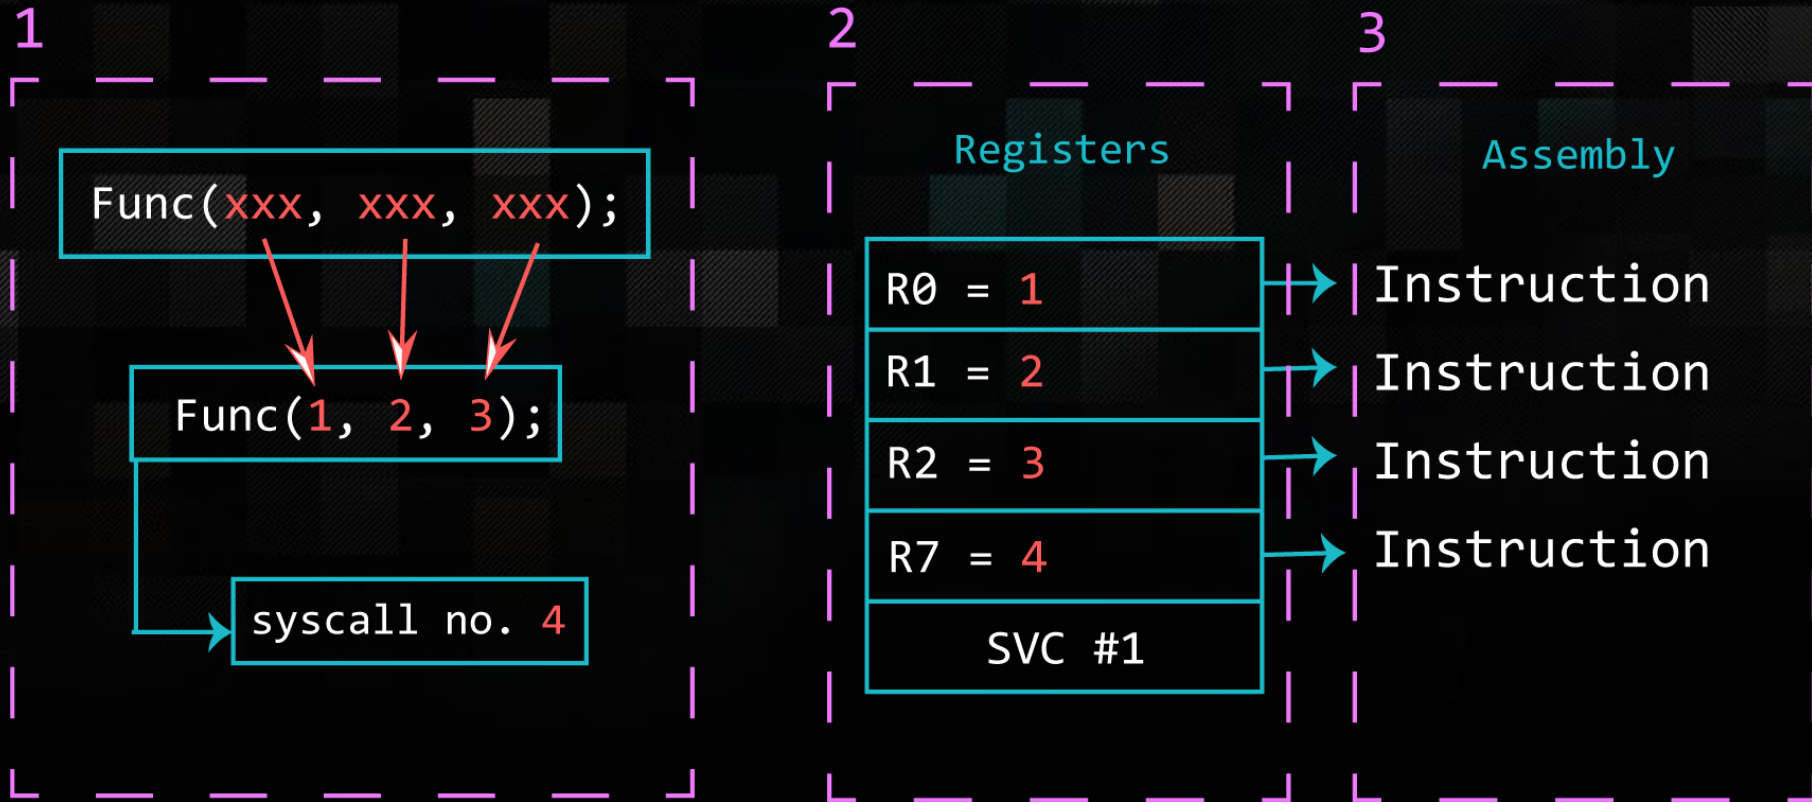 1
Func(xxx, xxx, xxx);
Func(1, 2, 3);
syscall no. 4
2
Registers
R0 = 1
R1 = 2
R2 = 3
R7 = 4
SVC #1
3
Assembly
Instruction
Instruction
Instruction
Instruction